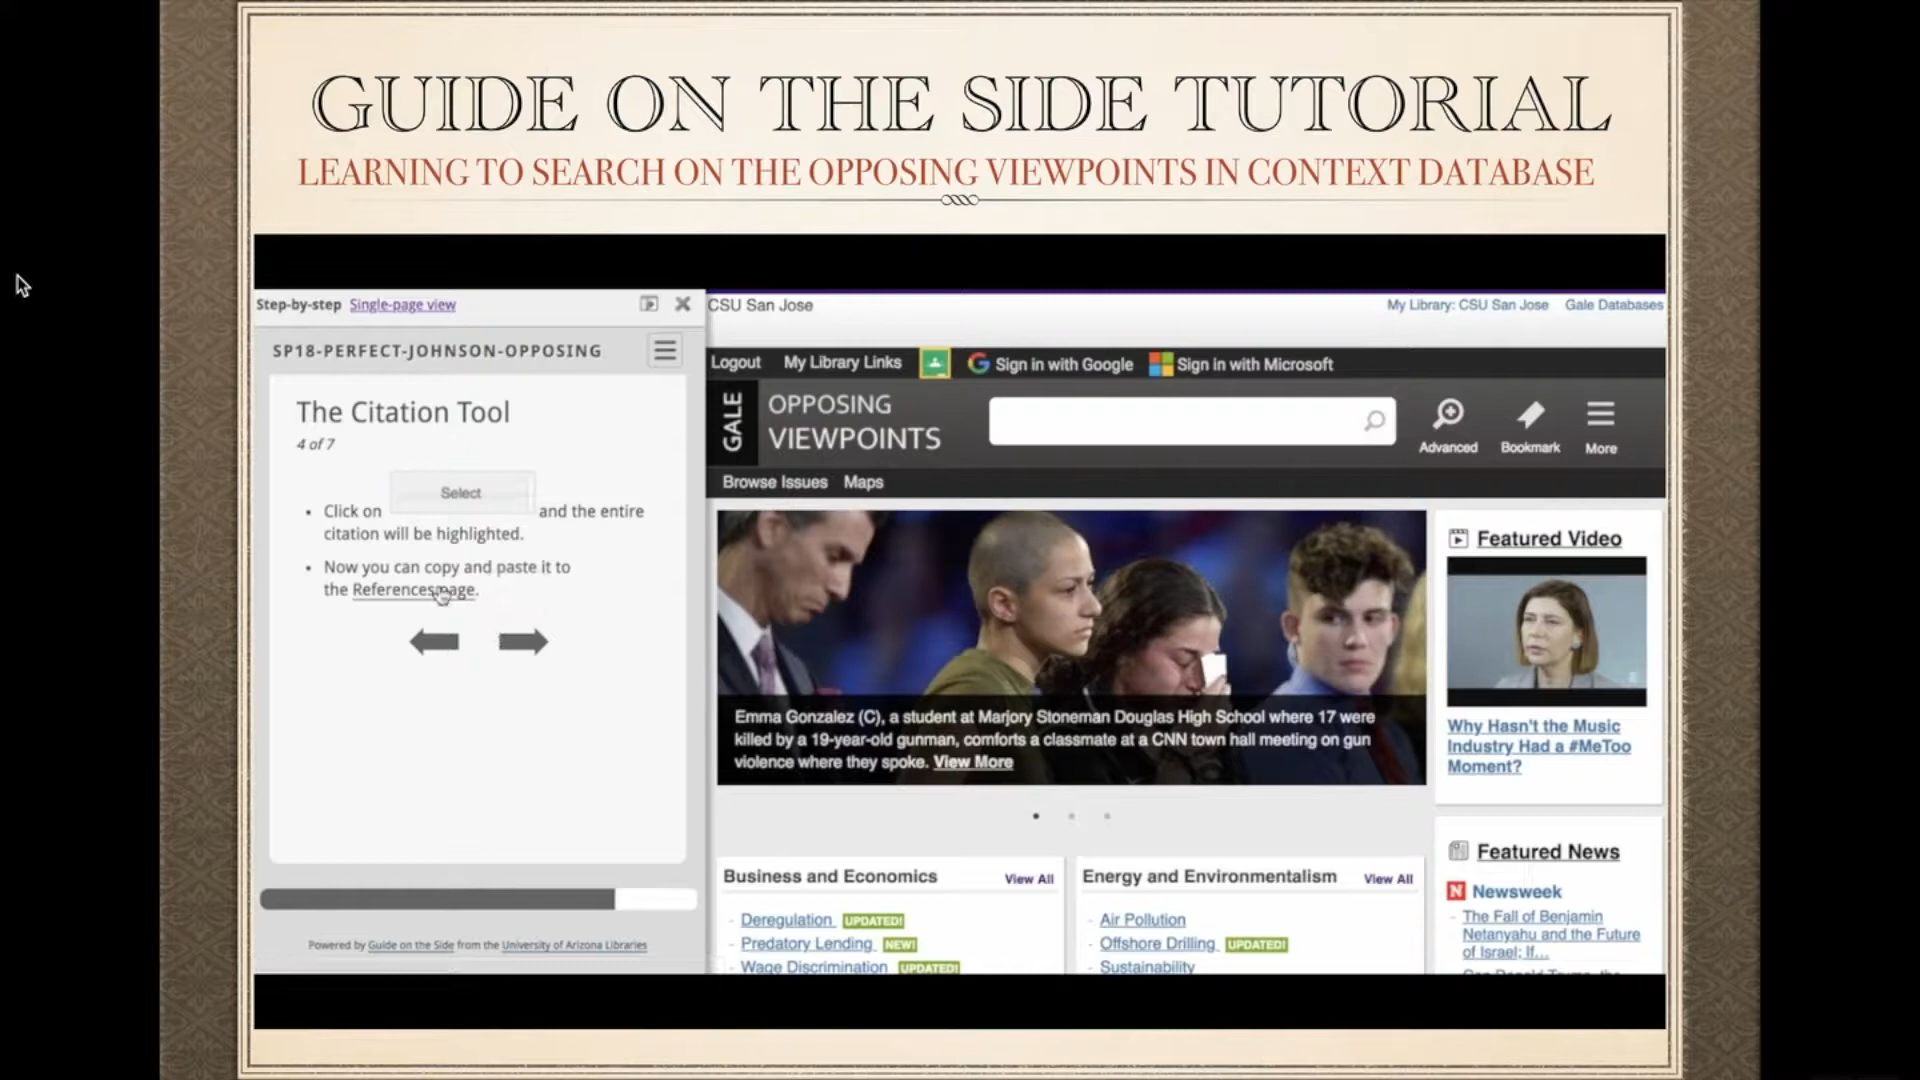 GUIDE ON THE SIDE TUTORIAL
LEARNING TO SEARCH ON THE OPPOSING VIEWPOINTS IN CONTEXT DATABASE
Step-by-step Single-page view
SP18-PERFECT-JOHNSON-OPPOSING
The Citation Tool
4 of 7
Select
Click on and the entire
citation will be highlighted.
Now you can copy and paste it to
the References page.
Powered by Guide on the Side from the University of Arizona Libraries
CSU San Jose
My Library: CSU San Jose Gale Databases
Logout My Library Links Sign in with Google Sign in with Microsoft
GALE
OPPOSING
VIEWPOINTS
Advanced Bookmark More
Browse Issues Maps
Emma Gonzalez (C), a student at Marjory Stoneman Douglas High School where 17 were
killed by a 19-year-old gunman, comforts a classmate at a CNN town hall meeting on gun
violence where they spoke. View More
Business and Economics View All
Deregulation UPDATED!
Predatory Lending NEW!
Wage Discrimination UPDATED!
Energy and Environmentalism View All
Air Pollution
Offshore Drilling UPDATED!
Sustainability
Featured Video
Why Hasn't the Music
Industry Had a #MeToo
Moment?
Featured News
N Newsweek
The Fall of Benjamin
Netanyahu and the Future
of Israel; If...